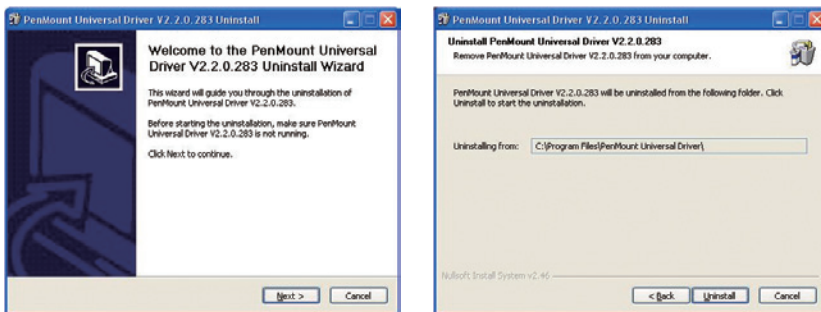 PenMount Universal Driver V2.2.0.283 Uninstall
Welcome to the PenMount Universal
Driver V2.2.0.283 Uninstall Wizard
This wizard will guide you through the uninstallation of
PenMount Universal Driver V2.2.0.283.
Before starting the uninstallation, make sure PenMount
Universal Driver V2.2.0.283 is not running.
Click Next to continue.
Next >
Cancel
PenMount Universal Driver V2.2.0.283 Uninstall
Uninstall PenMount Universal Driver V2.2.0.283
Remove PenMount Universal Driver V2.2.0.283 from your computer.
PenMount Universal Driver V2.2.0.283 will be uninstalled from the following folder. Click
Uninstall to start the uninstallation.
Uninstalling from:
C:\Program Files\PenMount Universal Driver\
Nullsoft Install System v2.46
< Back
Uninstall
Cancel